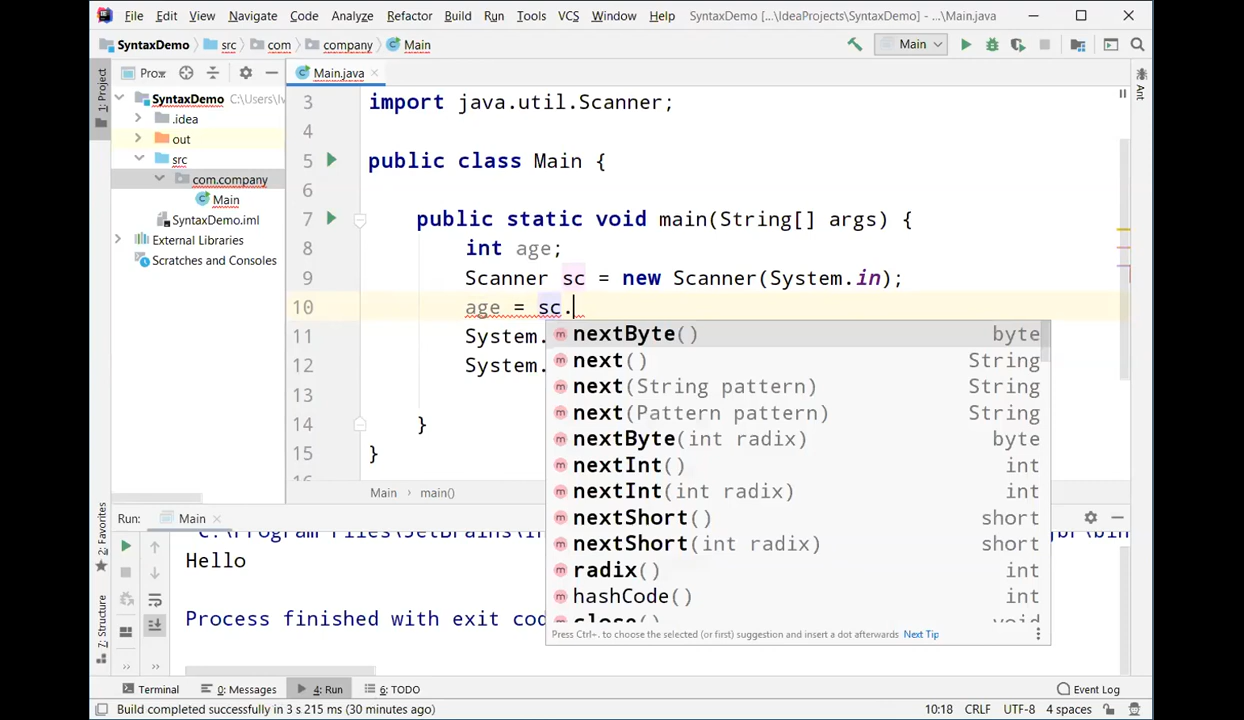 File Edit View Navigate Code Analyze Refactor Build Run Tools VCS Window Help SyntaxDemo [...\IdeaProjects\SyntaxDemo] - ...\Main.java
SyntaxDemo src com company Main Main
1: Project
Main.java
SyntaxDemo C:\Users\
.idea
out
src
com.company
Main
SyntaxDemo.iml
External Libraries
Scratches and Consoles
Ant
3 import java.util.Scanner;
4
5 public class Main {
6
7 public static void main(String[] args) {
8 int age;
9 Scanner sc = new Scanner(System.in);
10 age = sc.
11 System.
12 System.
13
14 }
15 }
nextByte() byte
next() String
next(String pattern) String
next(Pattern pattern) String
nextByte(int radix) byte
nextInt() int
nextInt(int radix) int
nextShort() short
nextShort(int radix) short
radix() int
hashCode() int
close() void
Press Ctrl+. to choose the selected (or first) suggestion and insert a dot afterwards Next Tip
Main main()
2: Favorites
7: Structure
Run: Main
Hello
Process finished with exit cod
Terminal 0: Messages 4: Run 6: TODO Event Log
Build completed successfully in 3 s 215 ms (30 minutes ago) 10:18 CRLF UTF-8 4 spaces